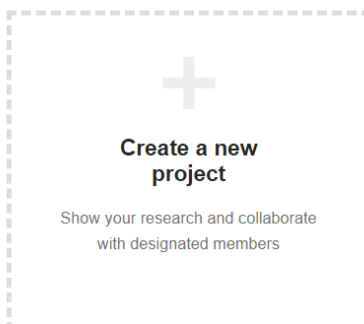 Create a new
project
Show your research and collaborate
with designated members